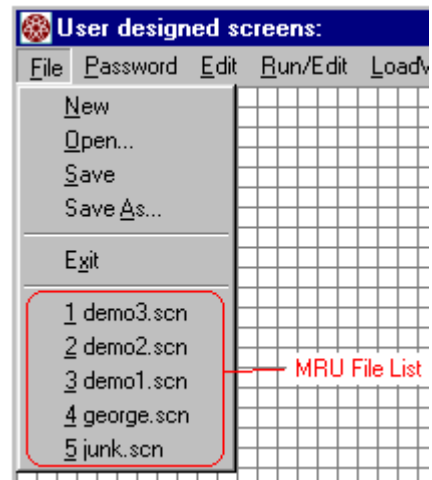 User designed screens:
File Password Edit Run/Edit Load
New
Open...
Save
Save As...
Exit
1 demo3.scn
2 demo2.scn
3 demo1.scn
4 george.scn
5 junk.scn
MRU File List